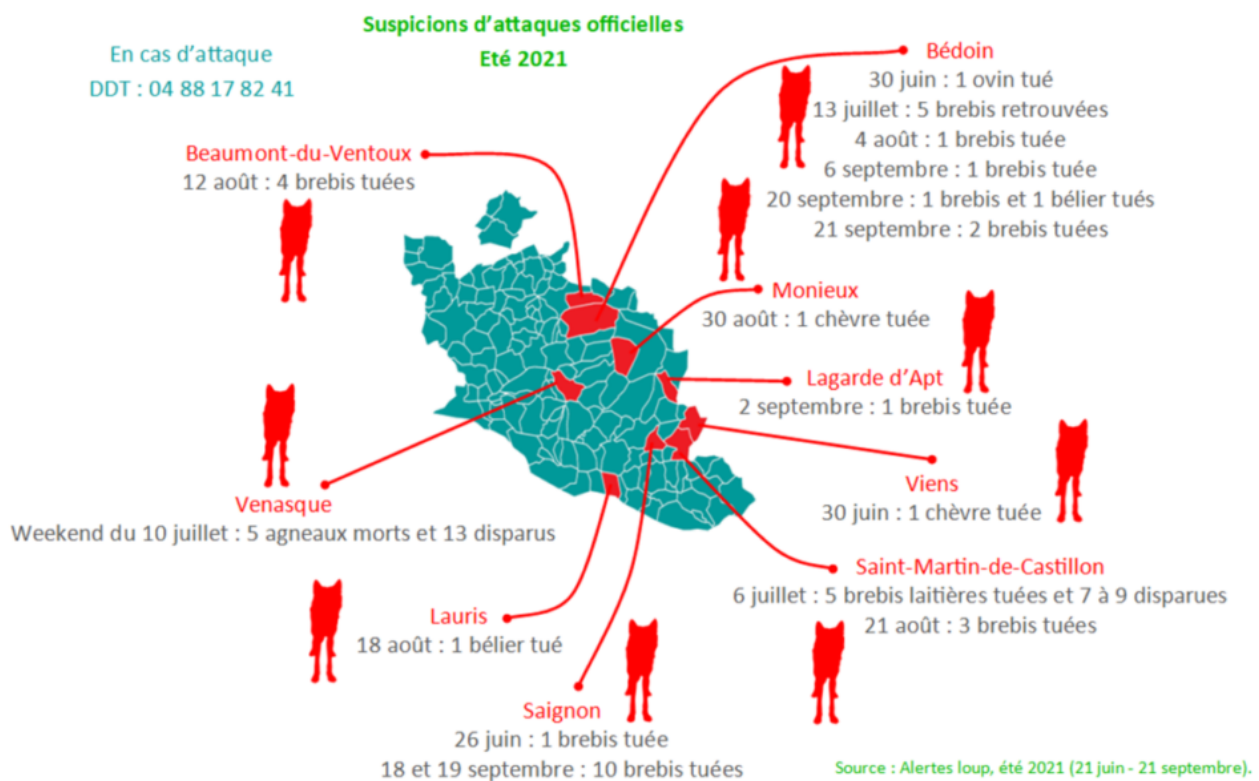 Suspicions d'attaques officielles
Eté 2021
En cas d'attaque
DDT : 04 88 17 82 41
Bédoin
30 juin : 1 ovin tué
13 juillet : 5 brebis retrouvées
4 août : 1 brebis tuée
6 septembre : 1 brebis tuée
20 septembre : 1 brebis et 1 bélier tués
21 septembre : 2 brebis tuées
Beaumont-du-Ventoux
12 août : 4 brebis tuées
Monieux
30 août : 1 chèvre tuée
Lagarde d'Apt
2 septembre : 1 brebis tuée
Viens
30 juin : 1 chèvre tuée
Venasque
Weekend du 10 juillet : 5 agneaux morts et 13 disparus
Saint-Martin-de-Castillon
6 juillet : 5 brebis laitières tuées et 7 à 9 disparues
21 août : 3 brebis tuées
Lauris
18 août : 1 bélier tué
Saignon
26 juin : 1 brebis tuée
18 et 19 septembre : 10 brebis tuées
Source : Alertes loup, été 2021 (21 juin - 21 septembre).